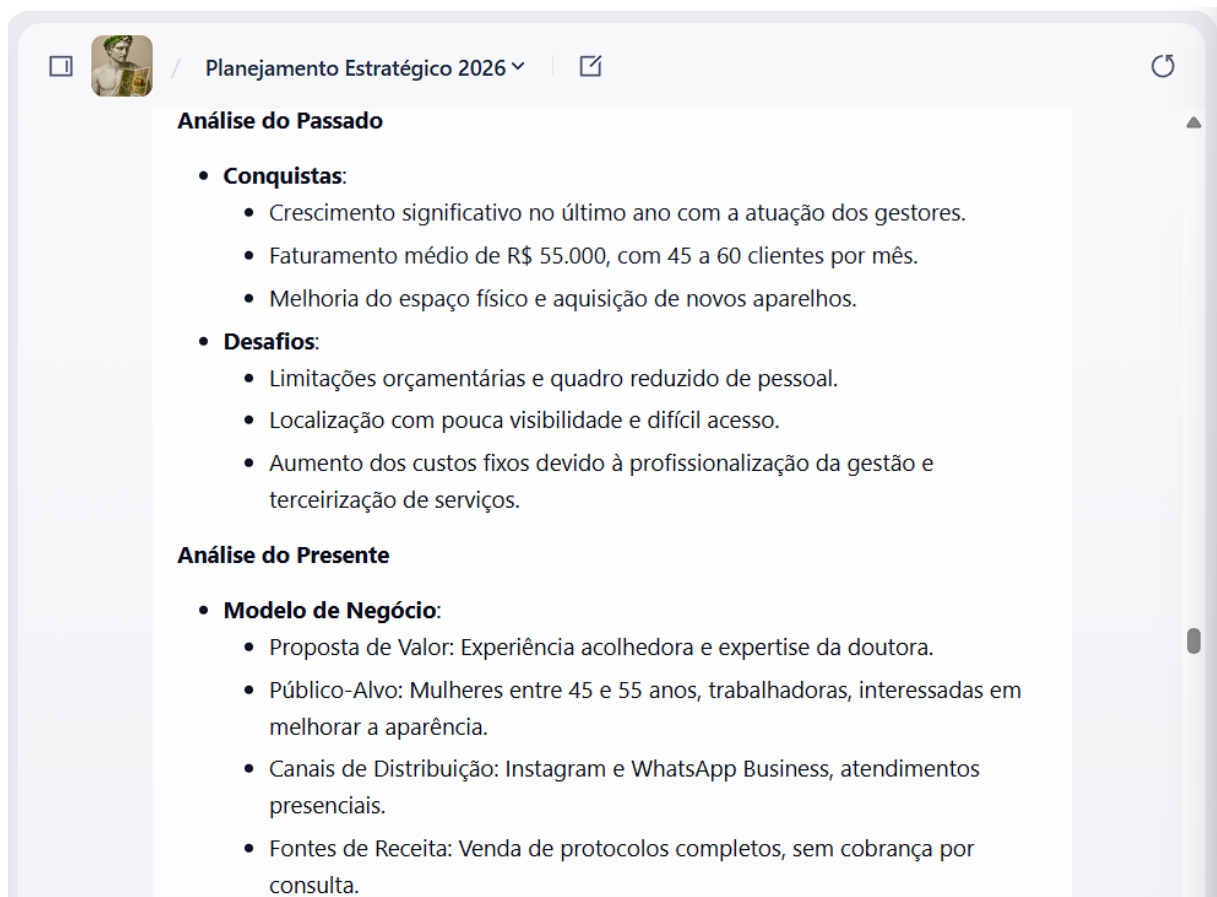 / Planejamento Estratégico 2026
Análise do Passado
• Conquistas:
• Crescimento significativo no último ano com a atuação dos gestores.
• Faturamento médio de R$ 55.000, com 45 a 60 clientes por mês.
• Melhoria do espaço físico e aquisição de novos aparelhos.
• Desafios:
• Limitações orçamentárias e quadro reduzido de pessoal.
• Localização com pouca visibilidade e difícil acesso.
• Aumento dos custos fixos devido à profissionalização da gestão e
terceirização de serviços.
Análise do Presente
• Modelo de Negócio:
• Proposta de Valor: Experiência acolhedora e expertise da doutora.
• Público-Alvo: Mulheres entre 45 e 55 anos, trabalhadoras, interessadas em
melhorar a aparência.
• Canais de Distribuição: Instagram e WhatsApp Business, atendimentos
presenciais.
• Fontes de Receita: Venda de protocolos completos, sem cobrança por
consulta.